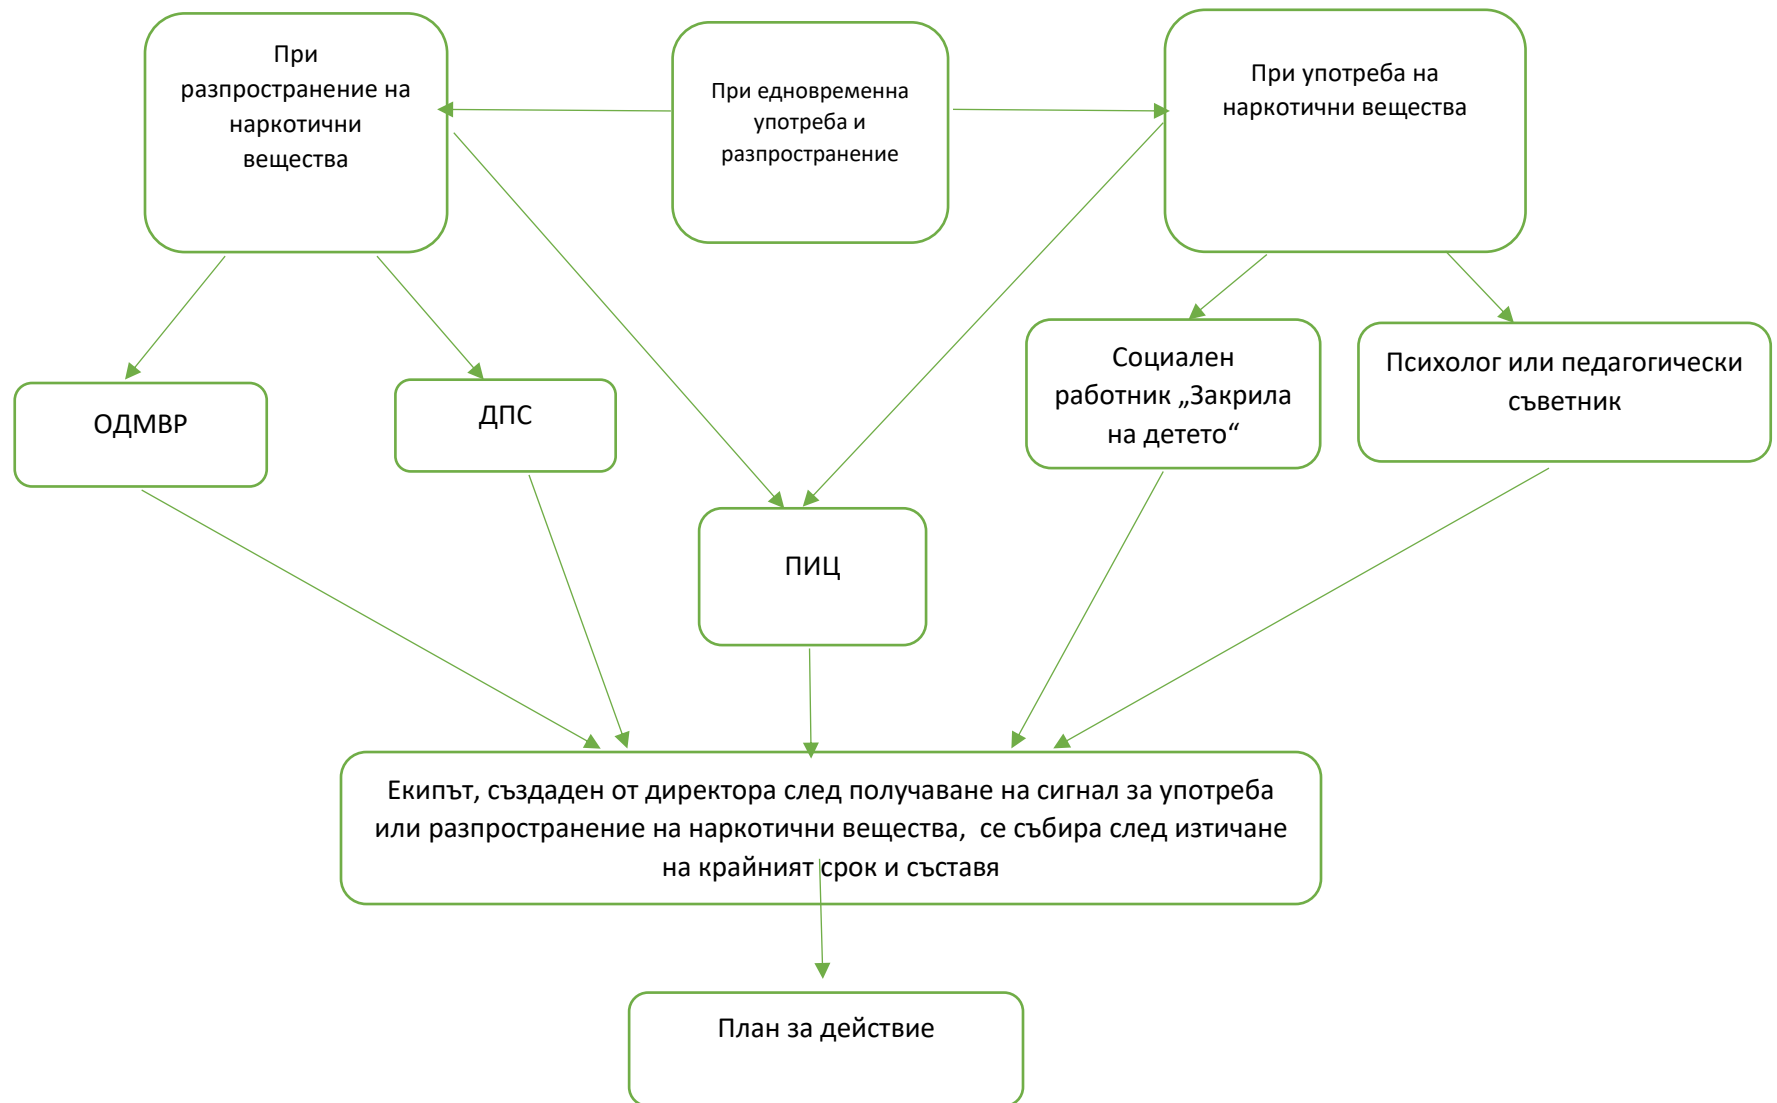 При
разпространение на
наркотични
вещества
При едновременна
употреба и
разпространение
При употреба на
наркотични вещества
ОДМВР
ДПС
Социален
работник „Закрила
на детето“
Психолог или педагогически
съветник
ПИЦ
Екипът, създаден от директора след получаване на сигнал за употреба
или разпространение на наркотични вещества, се събира след изтичане
на крайният срок и съставя
План за действие